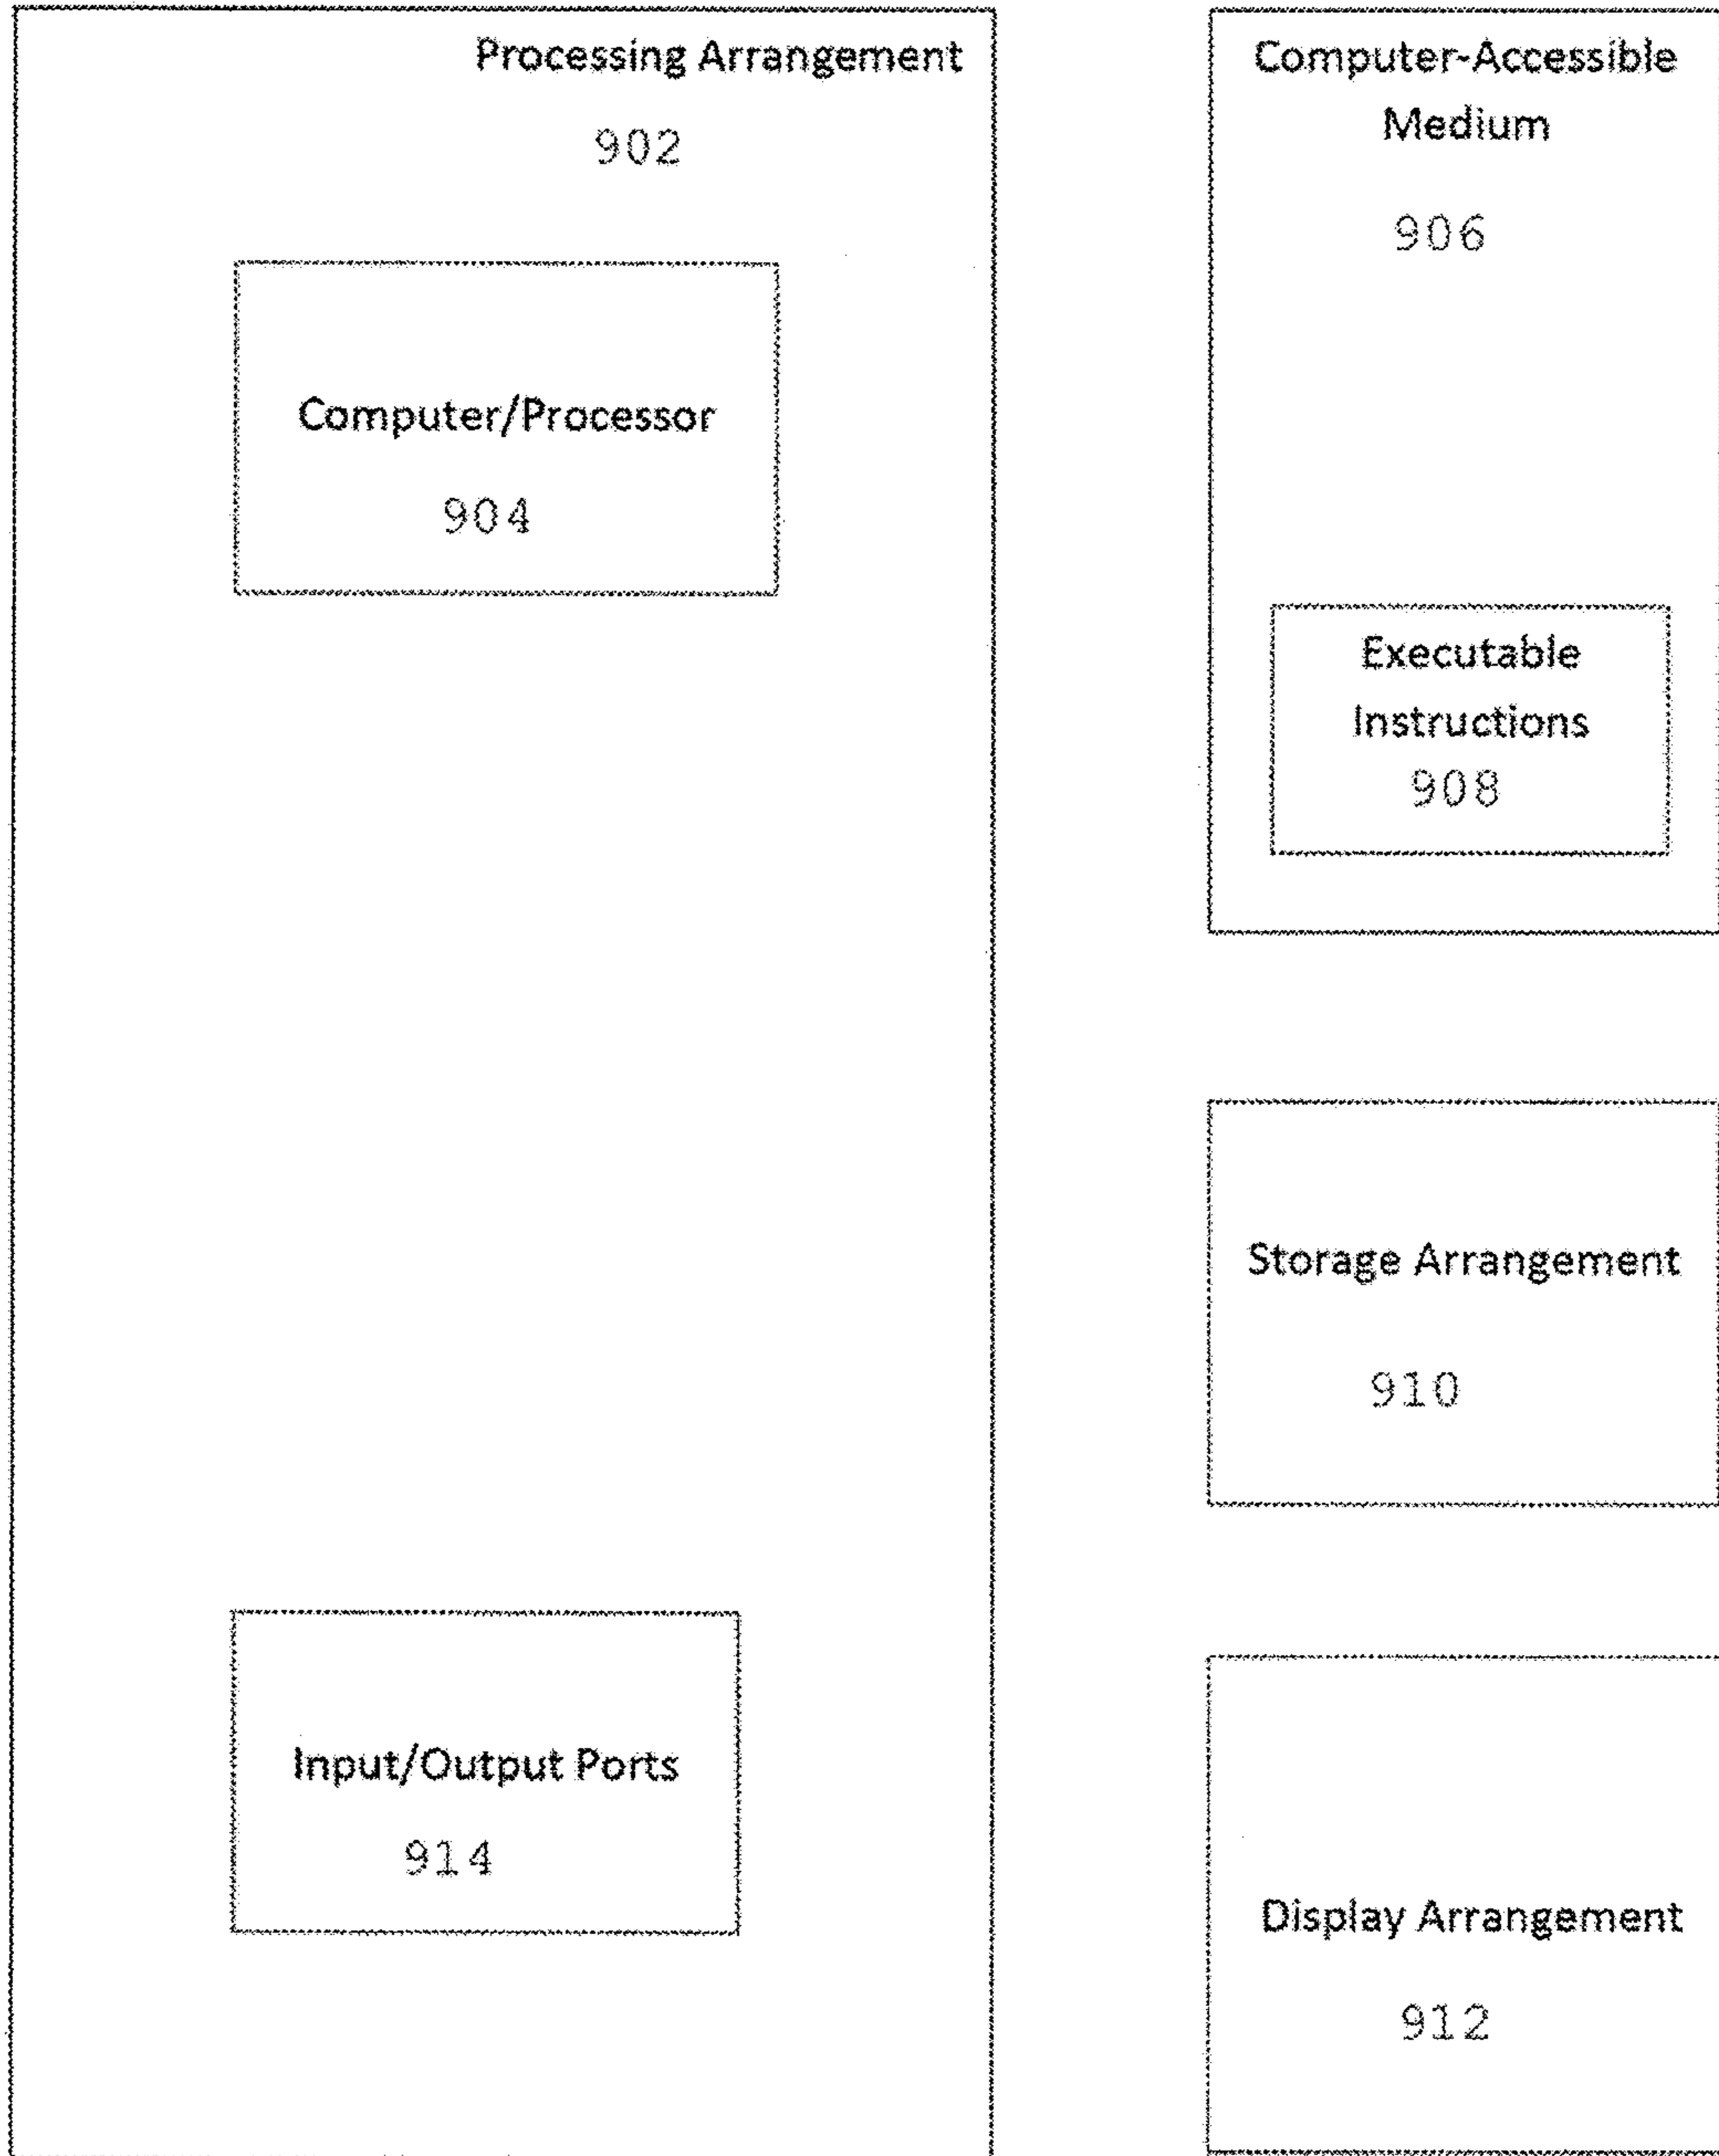 Processing Arrangement
902
Computer/Processor
904
Input/Output Ports
914
Computer-Accessible
Medium
906
Executable
Instructions
908
Storage Arrangement
910
Display Arrangement
912